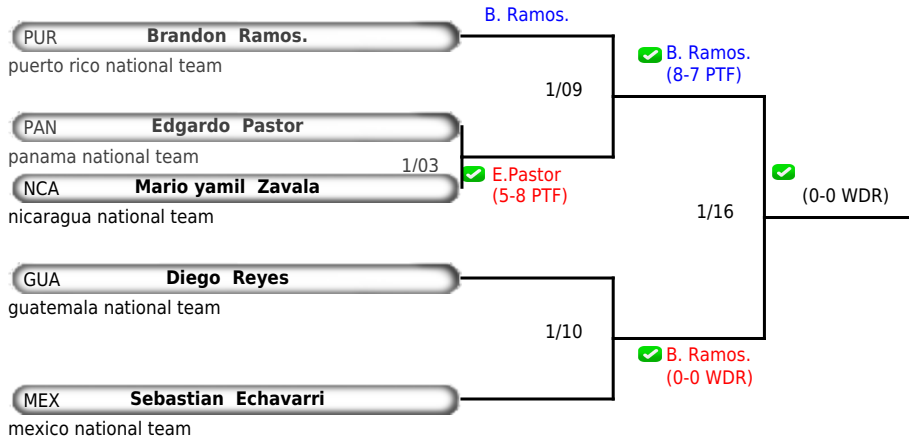 B. Ramos.
PUR Brandon Ramos.
puerto rico national team
B. Ramos.
(8-7 PTF)
1/09
PAN Edgardo Pastor
panama national team
1/03
E.Pastor
(5-8 PTF)
NCA Mario yamil Zavala
nicaragua national team
(0-0 WDR)
1/16
GUA Diego Reyes
guatemala national team
1/10
B. Ramos.
(0-0 WDR)
MEX Sebastian Echavarri
mexico national team